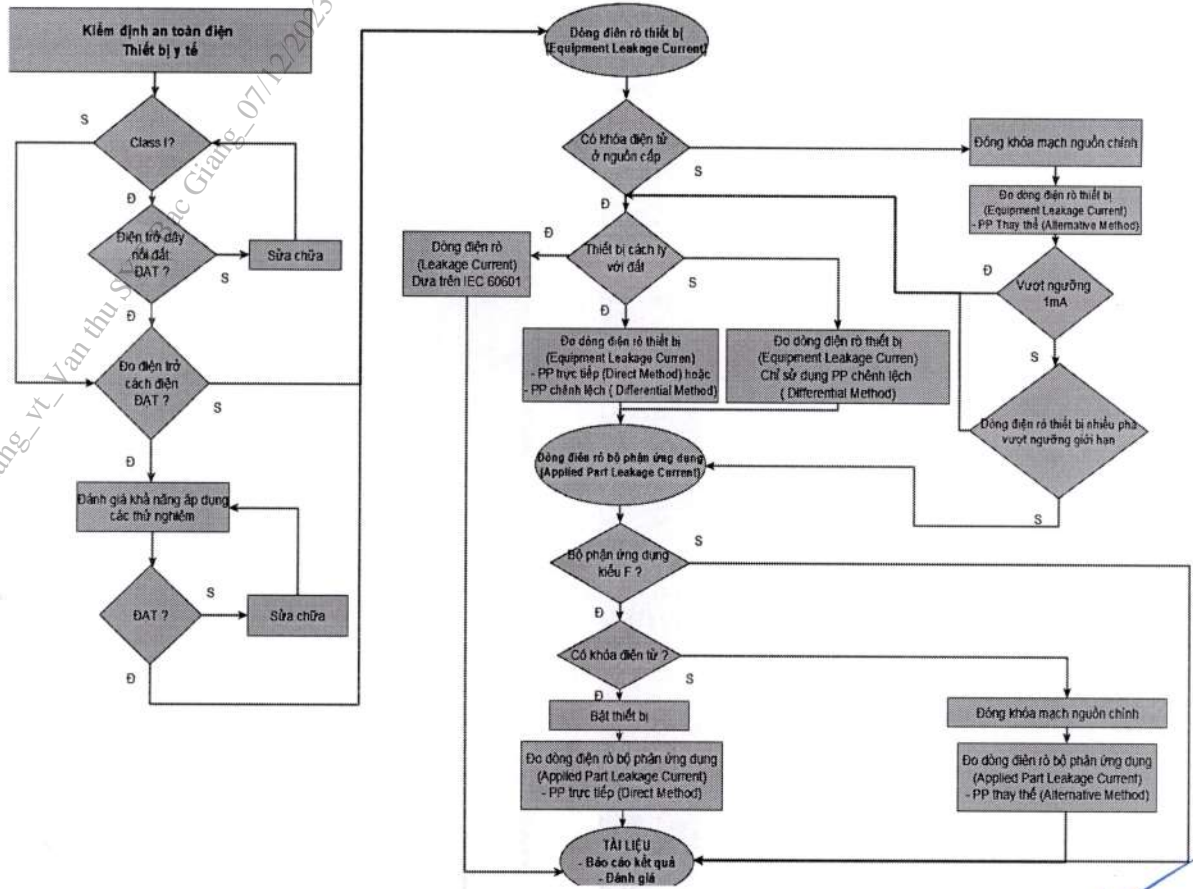 Kiểm định an toàn điện
Thiết bị y tế
S
Class I?
Đ
Điện trở dây
nối đất
ĐẠT ?
S
Sửa chữa
Đ
Đo điện trở
cách điện
ĐẠT ?
S
Đ
Đánh giá khả năng áp dụng
các thử nghiệm
ĐẠT ?
S
Sửa chữa
Đ
Dòng điện rò thiết bị
(Equipment Leakage Current)
Có khóa điện tử
ở nguồn cấp
S
Đ
Đóng khóa mạch nguồn chính
Đo dòng điện rò thiết bị
(Equipment Leakage Current)
- PP Thay thế (Alternative Method)
Đ
Vượt ngưỡng
1mA
S
Dòng điện rò thiết bị nhiều pha
vượt ngưỡng giới hạn
S
Thiết bị cách ly
với đất
Đ
S
Đ
Dòng điện rò
(Leakage Current)
Dựa trên IEC 60601
Đo dòng điện rò thiết bị
(Equipment Leakage Curren)
- PP trực tiếp (Direct Method) hoặc
- PP chênh lệch ( Differential Method)
Đo dòng điện rò thiết bị
(Equipment Leakage Curren)
Chỉ sử dụng PP chênh lệch
( Differential Method)
Dòng điện rò bộ phận ứng dụng
(Applied Part Leakage Current)
Bộ phận ứng dụng
kiểu F ?
S
Đ
Có khóa điện từ ?
S
Đ
Bật thiết bị
Đo dòng điện rò bộ phận ứng dụng
(Applied Part Leakage Current)
- PP trực tiếp (Direct Method)
Đóng khóa mạch nguồn chính
Đo dòng điện rò bộ phận ứng dụng
(Applied Part Leakage Current)
- PP thay thế (Alternative Method)
TÀI LIỆU
- Báo cáo kết quả
- Đánh giá
ang_vt_Van thu S Bac Giang_07/12/2023